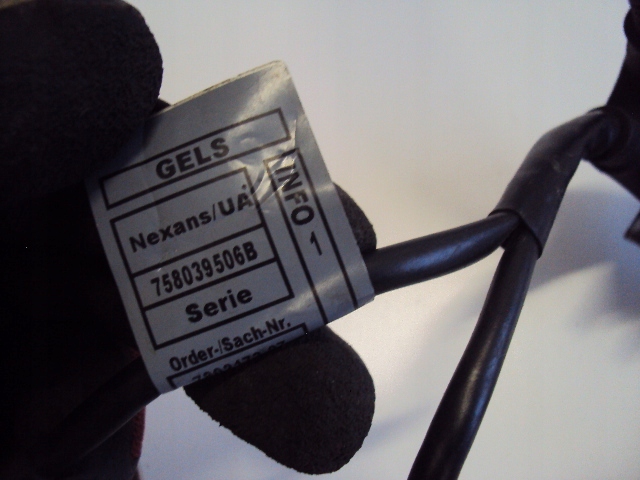 GELS
INFO 1
Nexans/UA
758039506B
Serie
Order-/Sach-Nr.